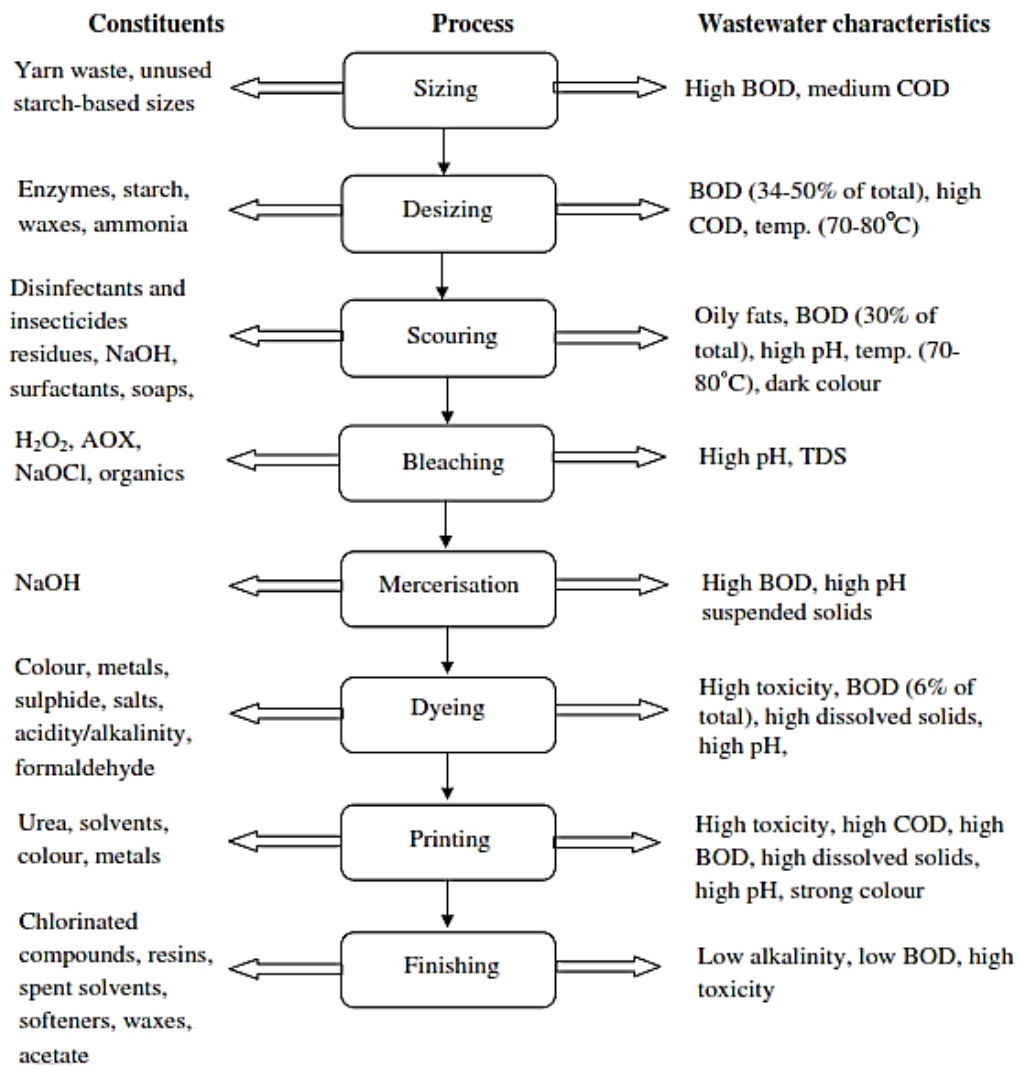 Constituents Process Wastewater characteristics
Yarn waste, unused
starch-based sizes
Sizing
High BOD, medium COD
Enzymes, starch,
waxes, ammonia
Desizing
BOD (34-50% of total), high
COD, temp. (70-80°C)
Disinfectants and
insecticides
residues, NaOH,
surfactants, soaps,
Scouring
Oily fats, BOD (30% of
total), high pH, temp. (70-
80°C), dark colour
H₂O₂, AOX,
NaOCl, organics
Bleaching
High pH, TDS
NaOH
Mercerisation
High BOD, high pH
suspended solids
Colour, metals,
sulphide, salts,
acidity/alkalinity,
formaldehyde
Dyeing
High toxicity, BOD (6% of
total), high dissolved solids,
high pH,
Urea, solvents,
colour, metals
Printing
High toxicity, high COD, high
BOD, high dissolved solids,
high pH, strong colour
Chlorinated
compounds, resins,
spent solvents,
softeners, waxes,
acetate
Finishing
Low alkalinity, low BOD, high
toxicity